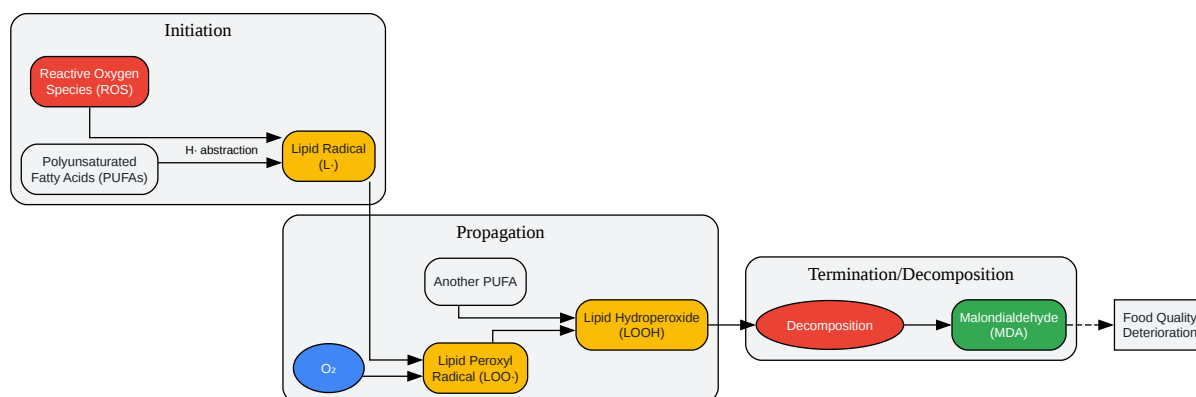 Initiation
Reactive Oxygen
Species (ROS)
H· abstraction
Polyunsaturated
Fatty Acids (PUFAs)
Lipid Radical
(L·)
Propagation
Another PUFA
Lipid Hydroperoxide
(LOOH)
O₂
Lipid Peroxyl
Radical (LOO·)
Termination/Decomposition
Decomposition
Malondialdehyde
(MDA)
Food Quality
Deterioration